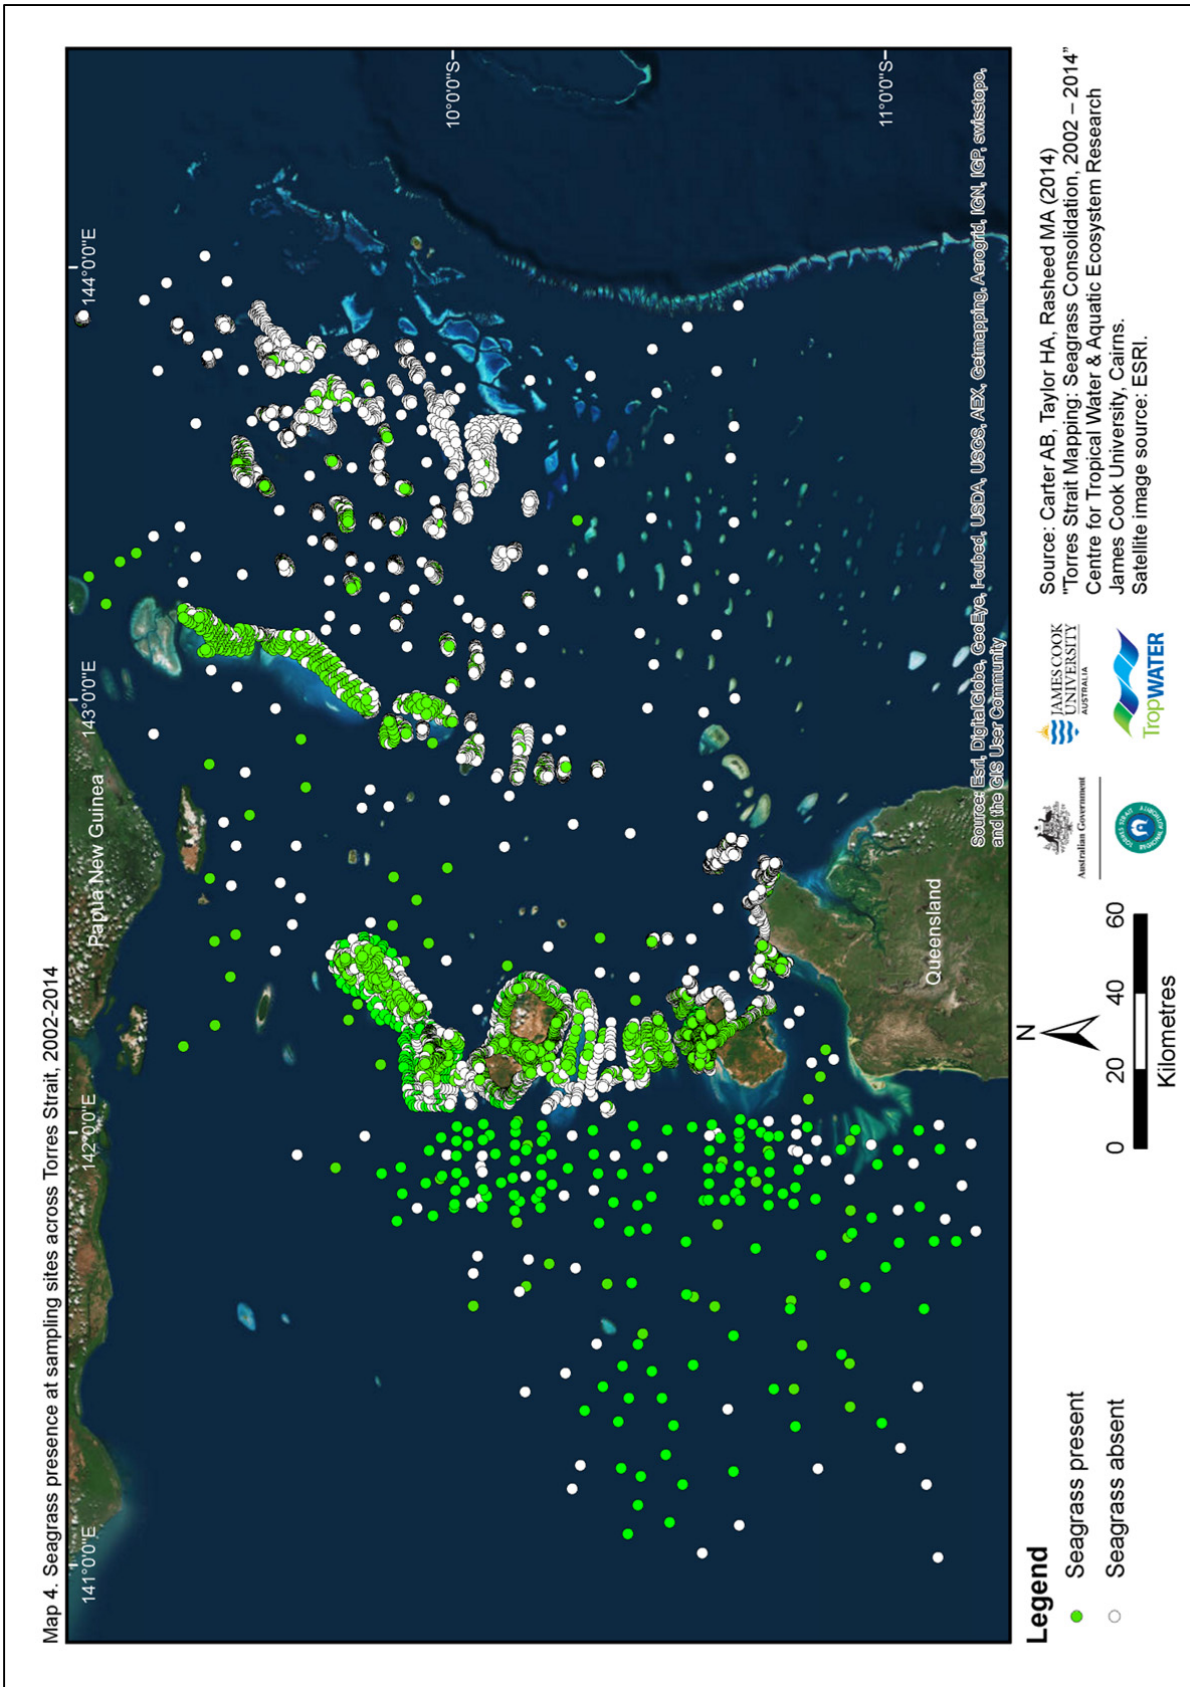 Map 4. Seagrass presence at sampling sites across Torres Strait, 2002-2014
141°0'0"E
142°0'0"E
143°0'0"E
144°0'0"E
Papua New Guinea
10°0'0"S
11°0'0"S
Queensland
Source: Esri, DigitalGlobe, GeoEye, i-cubed, USDA, USGS, AEX, Getmapping, Aerogrid, IGN, IGP, swisstopo,
and the GIS User Community
Legend
Seagrass present
Seagrass absent
N
0 20 40 60
Kilometres
Australian Government
JAMES COOK
UNIVERSITY
AUSTRALIA
TropWATER
Source: Carter AB, Taylor HA, Rasheed MA (2014)
"Torres Strait Mapping: Seagrass Consolidation, 2002 – 2014"
Centre for Tropical Water & Aquatic Ecosystem Research
James Cook University, Cairns.
Satellite image source: ESRI.